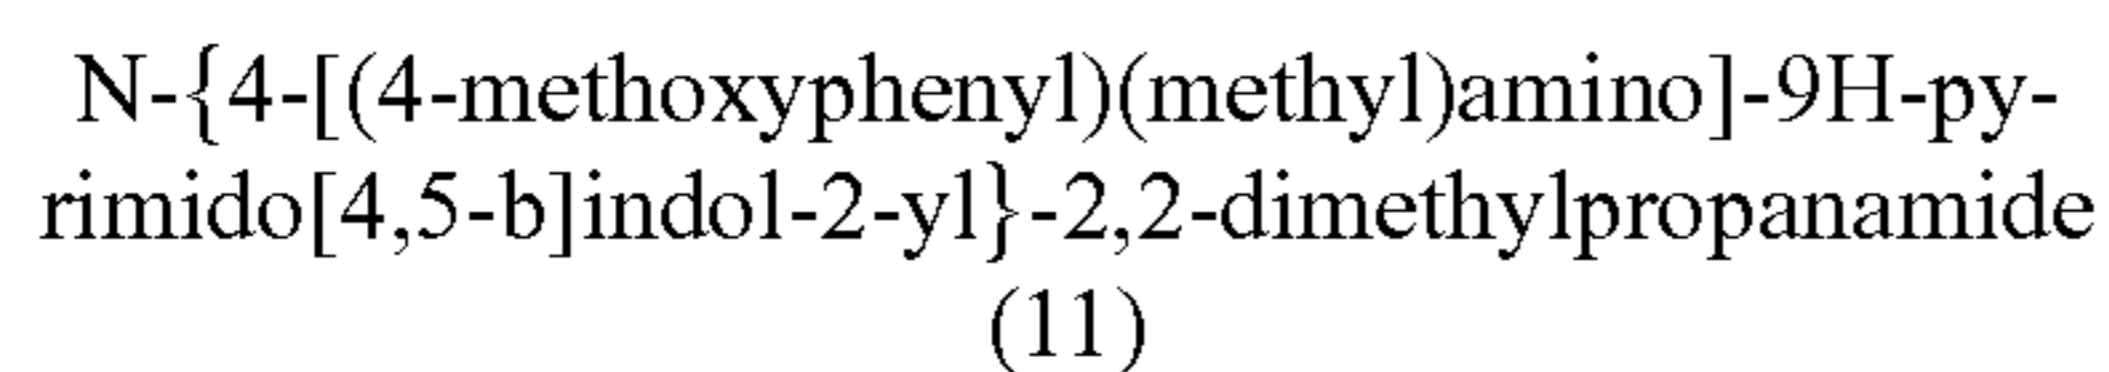 N-{4-[(4-methoxyphenyl)(methyl)amino]-9H-py-
rimido[4,5-b]indol-2-yl}-2,2-dimethylpropanamide
(11)